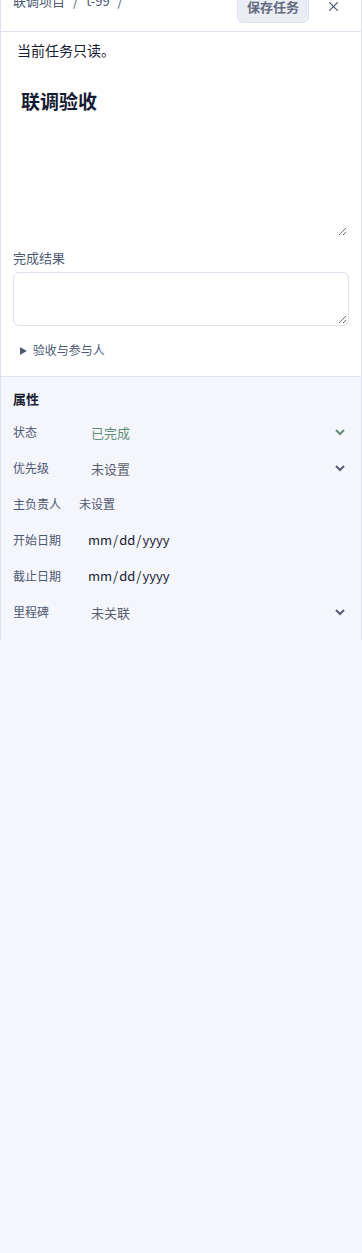 联调项目 / t-99 /
保存任务
当前任务只读。
联调验收
完成结果
验收与参与人
属性
状态 已完成
优先级 未设置
主负责人 未设置
开始日期 mm/dd/yyyy
截止日期 mm/dd/yyyy
里程碑 未关联